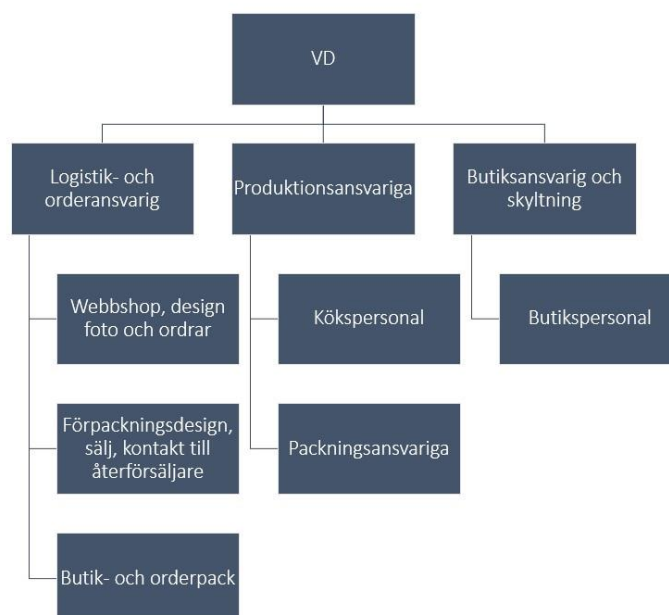 VD
Logistik- och
orderansvarig
Produktionsansvariga
Butiksansvarig och
skyltning
Webbshop, design
foto och ordrar
Kökspersonal
Butikspersonal
Förpackningsdesign,
sälj, kontakt till
återförsäljare
Packningsansvariga
Butik- och orderpack